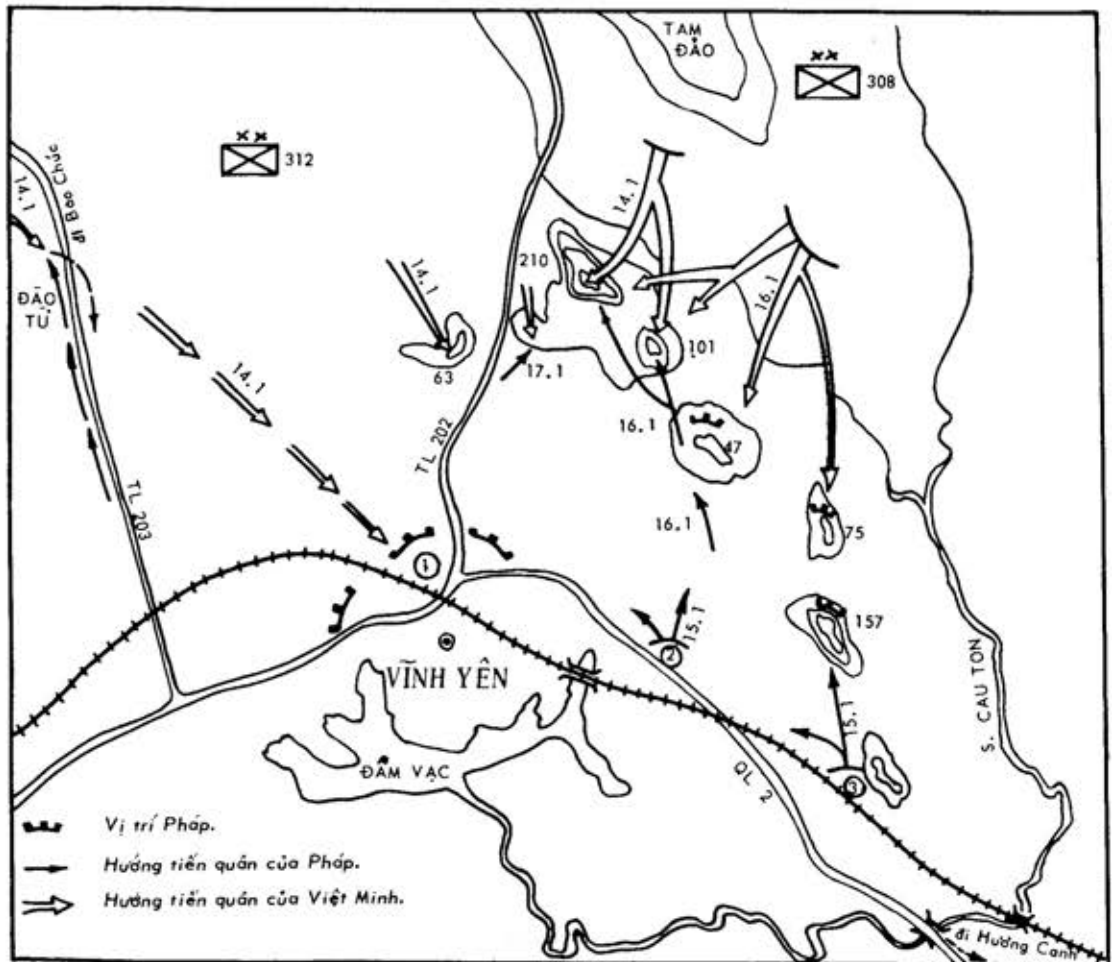 TAM
ĐẢO
308
312
14.1
đi Bảo Chúc
ĐẠO
TÚ
14.1
14.1
63
TL 202
TL 203
210
17.1
14.1
101
16.1
16.1
47
16.1
75
157
15.1
15.1
1
2
3
VĨNH YÊN
ĐẦM VẠC
QL 2
S. CAU TON
đi Hương Canh
Vị trí Pháp.
Hướng tiến quân của Pháp.
Hướng tiến quân của Việt Minh.